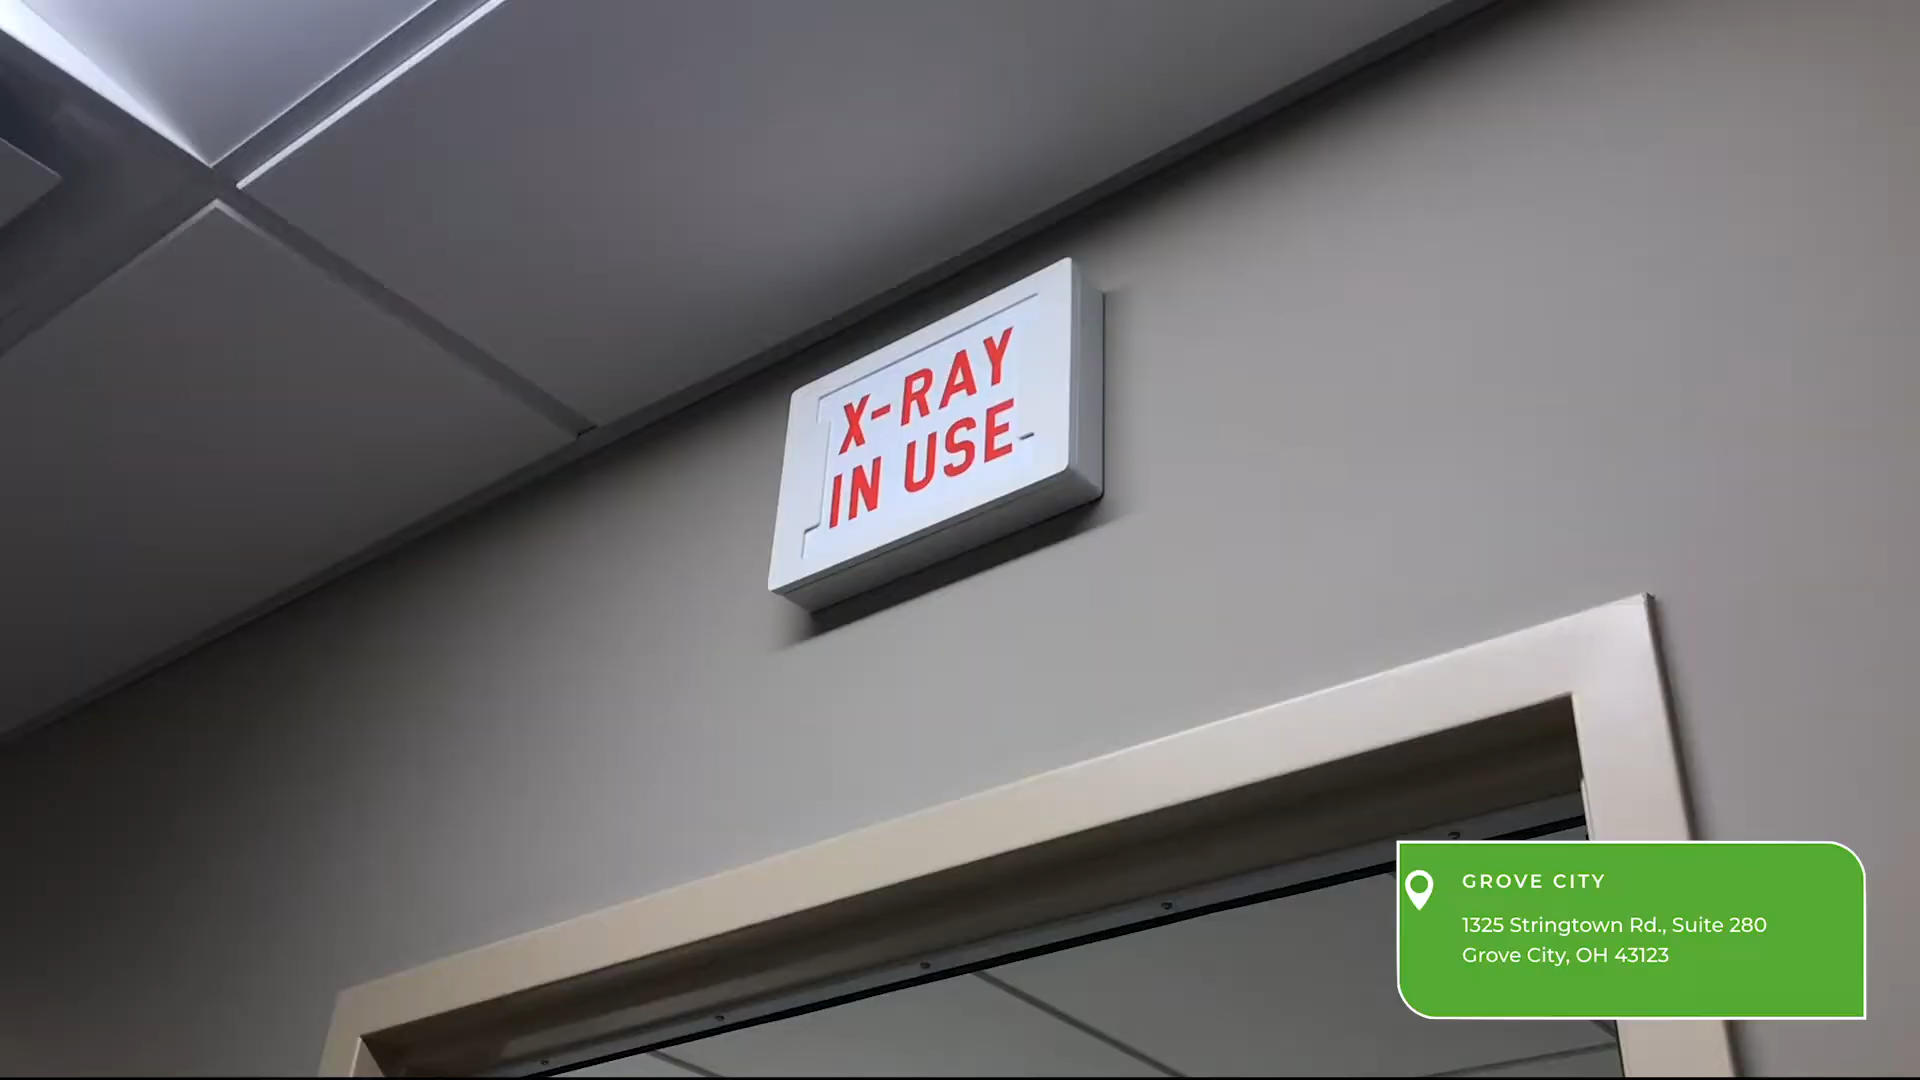 X-RAY
IN USE
GROVE CITY
1325 Stringtown Rd., Suite 280
Grove City, OH 43123